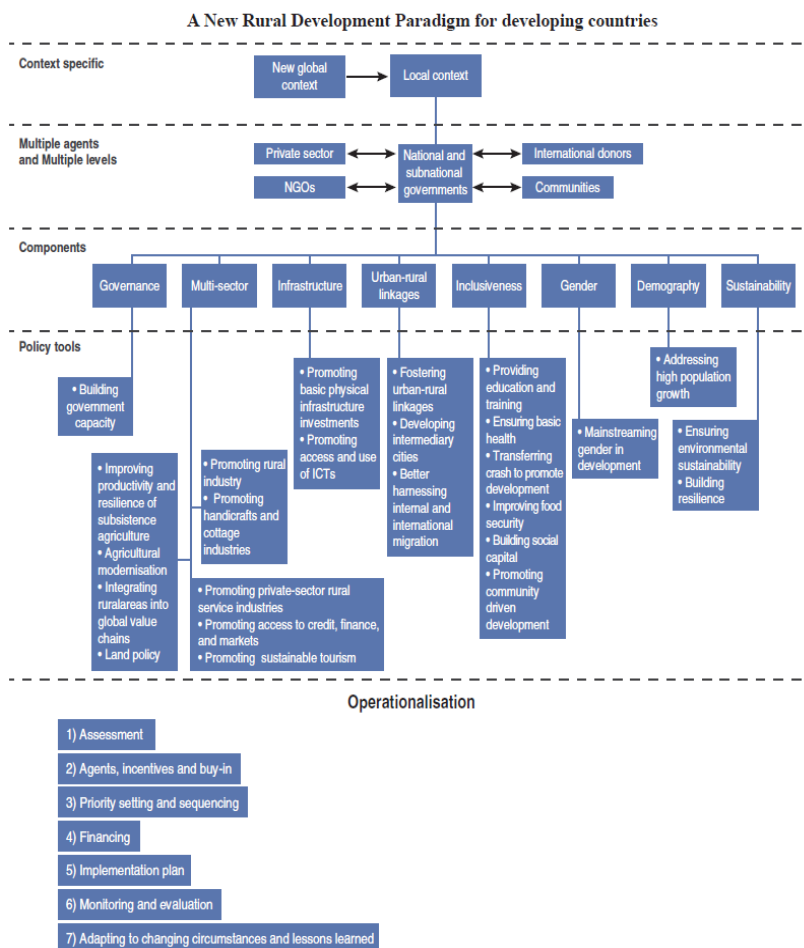 A New Rural Development Paradigm for developing countries
Context specific
New global
context
Local context
Multiple agents
and Multiple levels
Private sector
National and
subnational
governments
International donors
NGOs
Communities
Components
Governance
Multi-sector
Infrastructure
Urban-rural
linkages
Inclusiveness
Gender
Demography
Sustainability
Policy tools
• Building
government
capacity
• Improving
productivity and
resilience of
subsistence
agriculture
• Agricultural
modernisation
• Integrating
ruralareas into
global value
chains
• Land policy
• Promoting rural
industry
• Promoting
handicrafts and
cottage
industries
• Promoting private-sector rural
service industries
• Promoting access to credit, finance,
and markets
• Promoting sustainable tourism
• Promoting
basic physical
infrastructure
investments
• Promoting
access and use
of ICTs
• Fostering
urban-rural
linkages
• Developing
intermediary
cities
• Better
harnessing
internal and
international
migration
• Providing
education and
training
• Ensuring basic
health
• Transferring
crash to promote
development
• Improving food
security
• Building social
capital
• Promoting
community
driven
development
• Mainstreaming
gender in
development
• Addressing
high population
growth
• Ensuring
environmental
sustainability
• Building
resilience
Operationalisation
1) Assessment
2) Agents, incentives and buy-in
3) Priority setting and sequencing
4) Financing
5) Implementation plan
6) Monitoring and evaluation
7) Adapting to changing circumstances and lessons learned